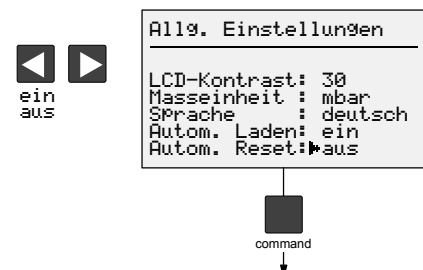 Allg. Einstellungen
ein
aus
LCD-Kontrast: 30
Masseinheit : mbar
Sprache : deutsch
Autom. Laden: ein
Autom. Reset: aus
command